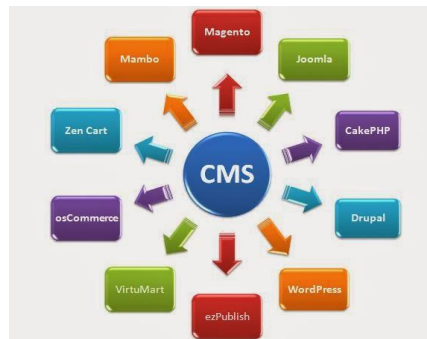 Magento
Mambo
Joomla
Zen Cart
CakePHP
CMS
osCommerce
Drupal
VirtuMart
WordPress
ezPublish